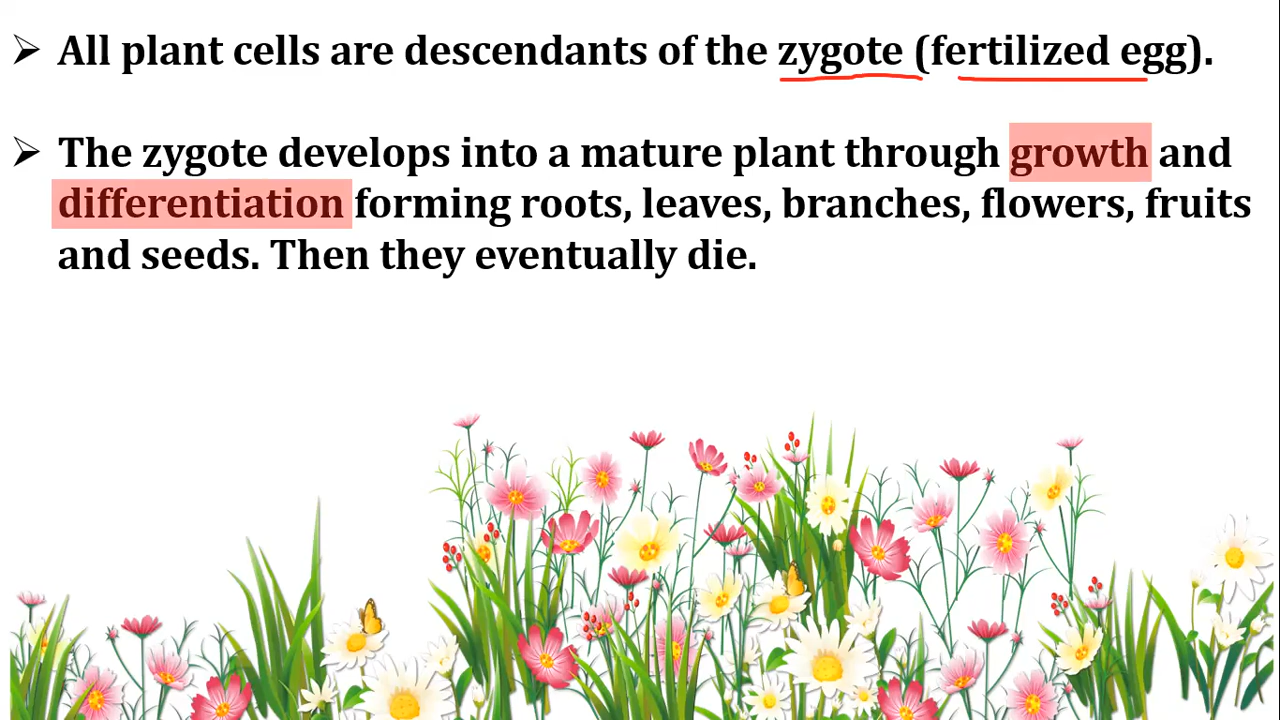 ➢ All plant cells are descendants of the zygote (fertilized egg).
➢ The zygote develops into a mature plant through growth and
differentiation forming roots, leaves, branches, flowers, fruits
and seeds. Then they eventually die.